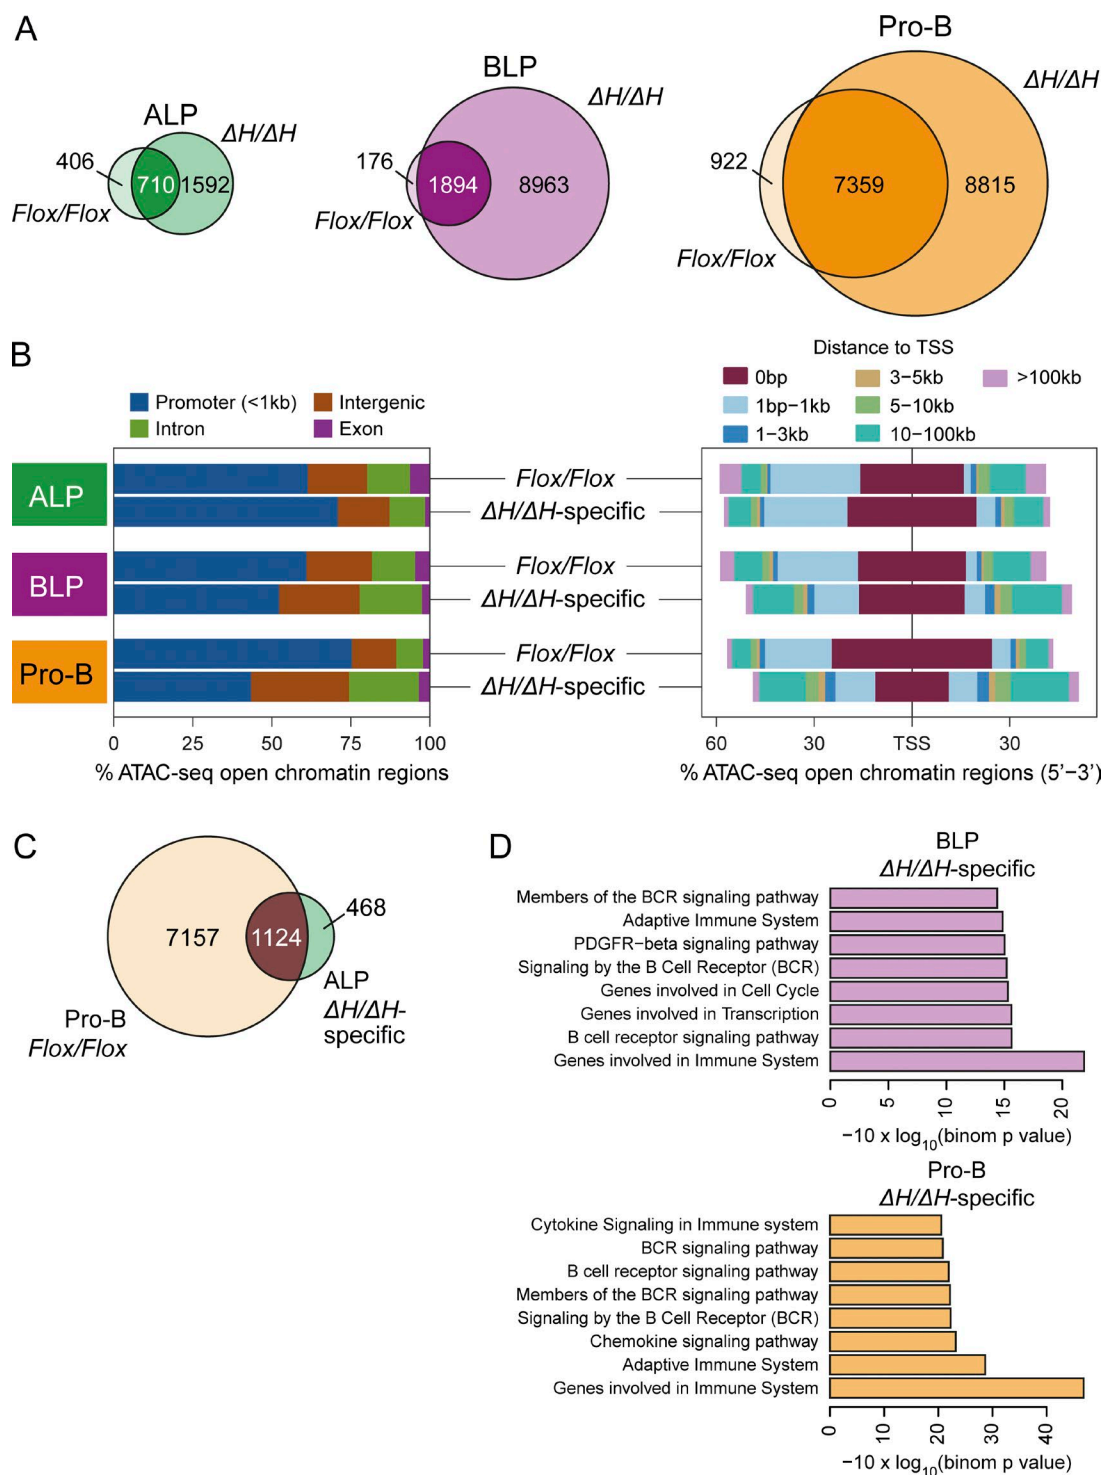 A
ALP
ΔH/ΔH
406
710
1592
Flox/Flox
BLP
ΔH/ΔH
176
1894
8963
Flox/Flox
Pro-B
ΔH/ΔH
922
7359
8815
Flox/Flox
B
Promoter (<1kb)
Intergenic
Intron
Exon
Distance to TSS
0bp
3−5kb
>100kb
1bp−1kb
5−10kb
1−3kb
10−100kb
ALP
Flox/Flox
ΔH/ΔH-specific
BLP
Flox/Flox
ΔH/ΔH-specific
Pro-B
Flox/Flox
ΔH/ΔH-specific
0 25 50 75 100
% ATAC-seq open chromatin regions
60 30 TSS 30
% ATAC-seq open chromatin regions (5’−3’)
C
7157
1124
468
Pro-B
Flox/Flox
ALP
ΔH/ΔH-
specific
D
BLP
ΔH/ΔH-specific
Members of the BCR signaling pathway
Adaptive Immune System
PDGFR−beta signaling pathway
Signaling by the B Cell Receptor (BCR)
Genes involved in Cell Cycle
Genes involved in Transcription
B cell receptor signaling pathway
Genes involved in Immune System
0 5 10 15 20
−10 x log10(binom p value)
Pro-B
ΔH/ΔH-specific
Cytokine Signaling in Immune system
BCR signaling pathway
B cell receptor signaling pathway
Members of the BCR signaling pathway
Signaling by the B Cell Receptor (BCR)
Chemokine signaling pathway
Adaptive Immune System
Genes involved in Immune System
0 10 20 30 40
−10 x log10(binom p value)